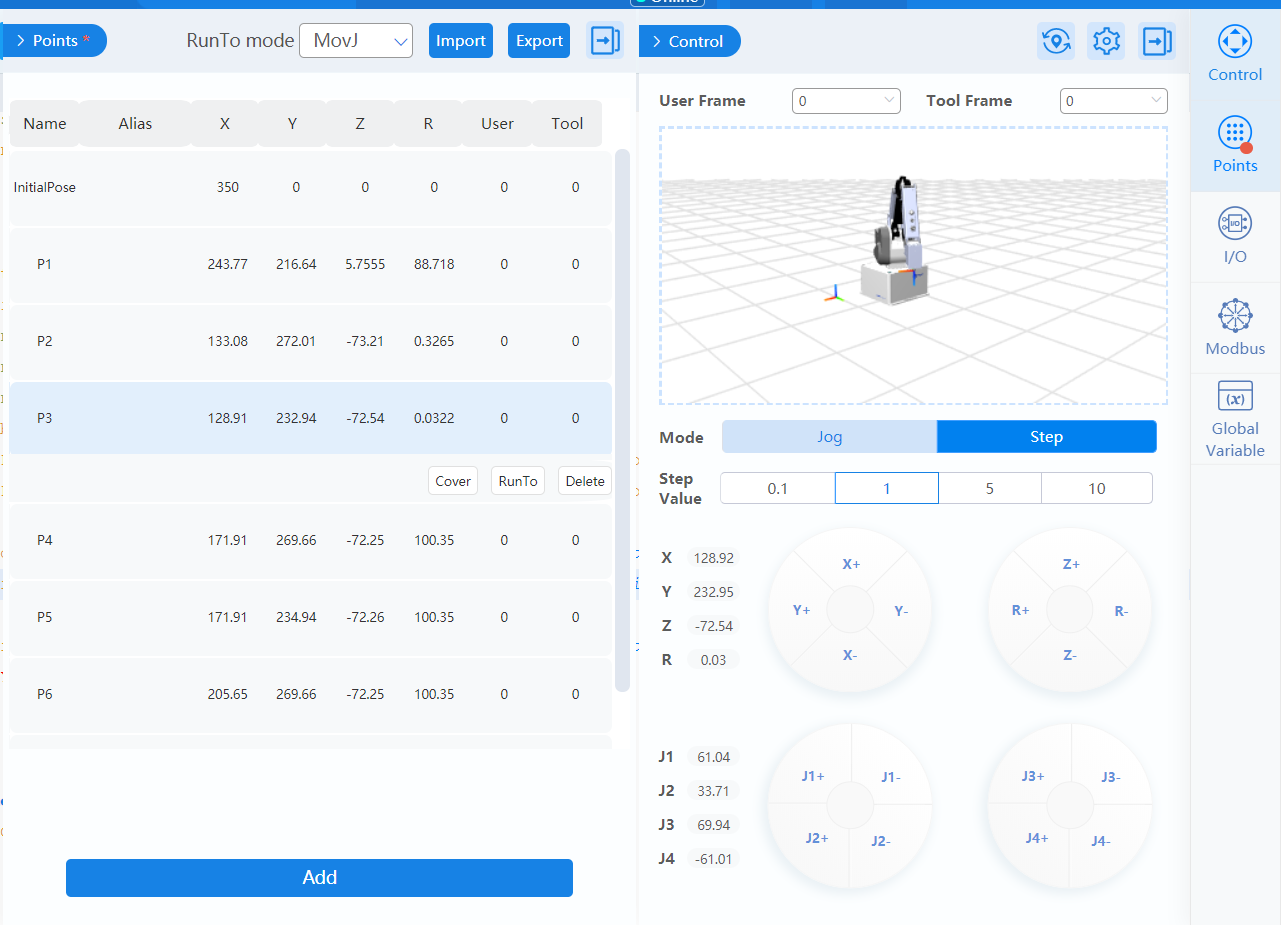 Online
Points *
RunTo mode
MovJ
Import
Export
Name Alias X Y Z R User Tool
InitialPose 350 0 0 0 0 0
P1 243.77 216.64 5.7555 88.718 0 0
P2 133.08 272.01 -73.21 0.3265 0 0
P3 128.91 232.94 -72.54 0.0322 0 0
Cover RunTo Delete
P4 171.91 269.66 -72.25 100.35 0 0
P5 171.91 234.94 -72.26 100.35 0 0
P6 205.65 269.66 -72.25 100.35 0 0
Add
Control
User Frame 0 Tool Frame 0
Mode Jog Step
Step Value 0.1 1 5 10
X 128.92
Y 232.95
Z -72.54
R 0.03
X+
Y+ Y-
X-
Z+
R+ R-
Z-
J1 61.04
J2 33.71
J3 69.94
J4 -61.01
J1+ J1-
J2+ J2-
J3+ J3-
J4+ J4-
Control
Points
I/O
I/O
Modbus
(x)
Global
Variable